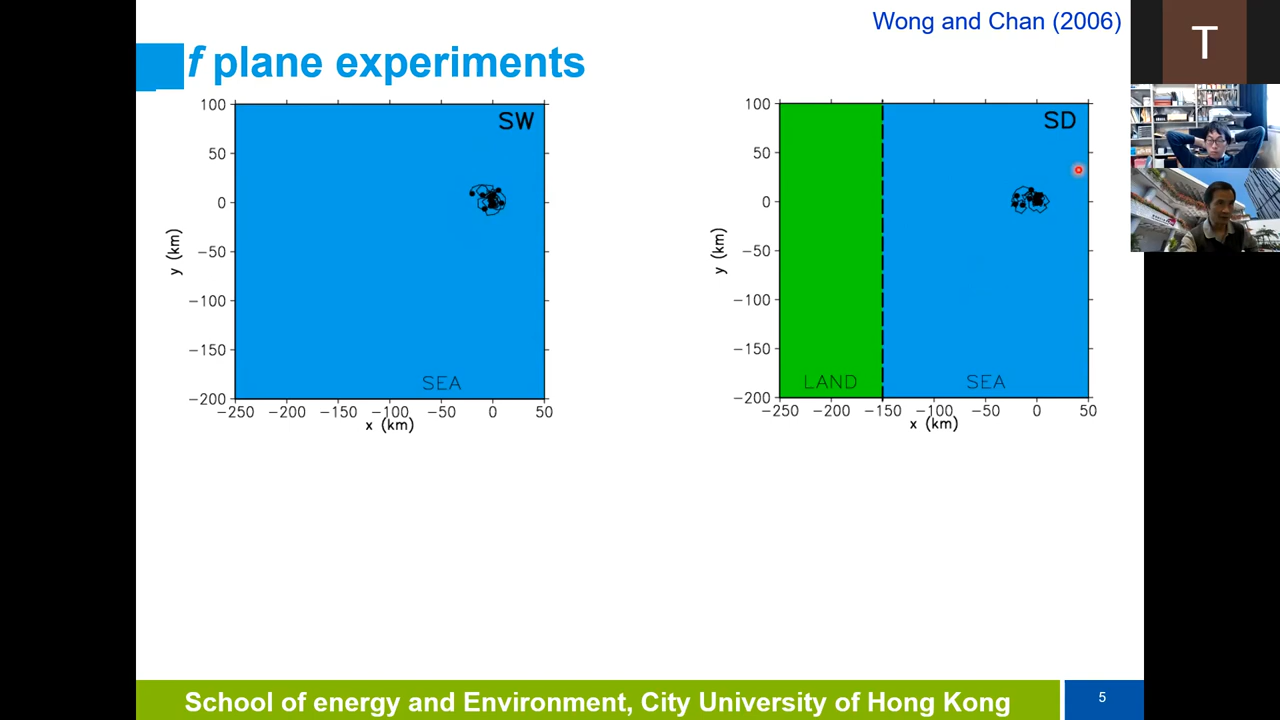 Wong and Chan (2006)
f plane experiments
T
SW
100
50
0
−50
−100
−150
−200
y (km)
SEA
−250 −200 −150 −100 −50 0 50
x (km)
SD
100
50
0
−50
−100
−150
−200
y (km)
LAND SEA
−250 −200 −150 −100 −50 0 50
x (km)
School of energy and Environment, City University of Hong Kong
5